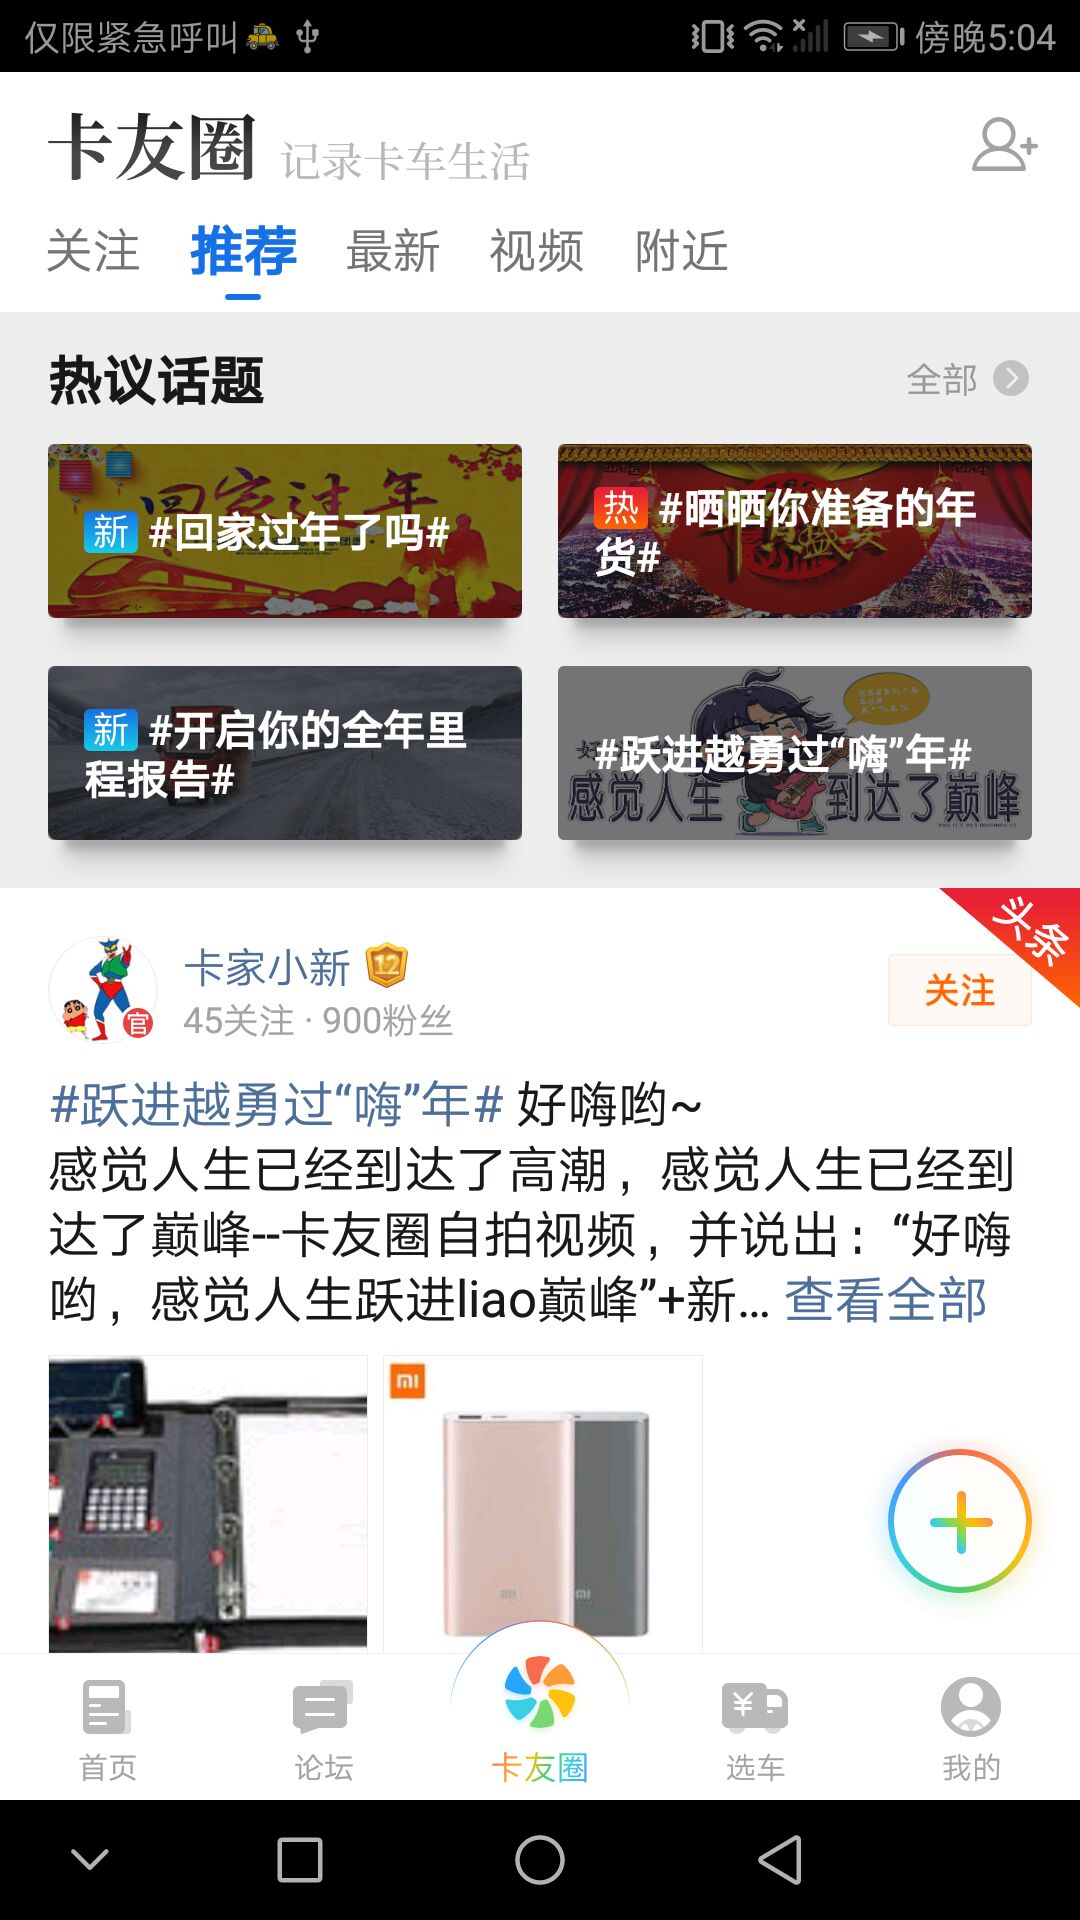 仅限紧急呼叫
傍晚5:04
卡友圈 记录卡车生活
关注 推荐 最新 视频 附近
热议话题
全部
新 #回家过年了吗#
热 #晒晒你准备的年
货#
新 #开启你的全年里
程报告#
#跃进越勇过“嗨”年#
感觉人生 到达了巅峰
头条
卡家小新 12
官
45关注 · 900粉丝
关注
#跃进越勇过“嗨”年# 好嗨哟~
感觉人生已经到达了高潮，感觉人生已经到
达了巅峰--卡友圈自拍视频，并说出：“好嗨
哟，感觉人生跃进liao巅峰”+新... 查看全部
mi
首页 论坛 卡友圈 选车 我的